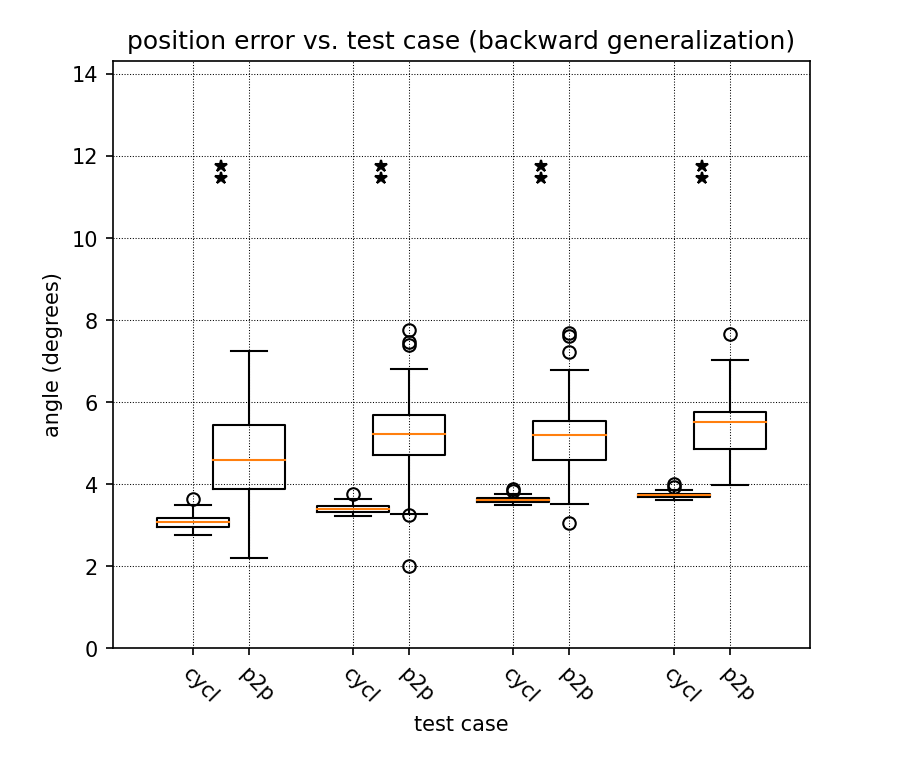 position error vs. test case (backward generalization)
14
12
10
8
6
4
2
0
angle (degrees)
cycl p2p cycl p2p cycl p2p cycl p2p
test case